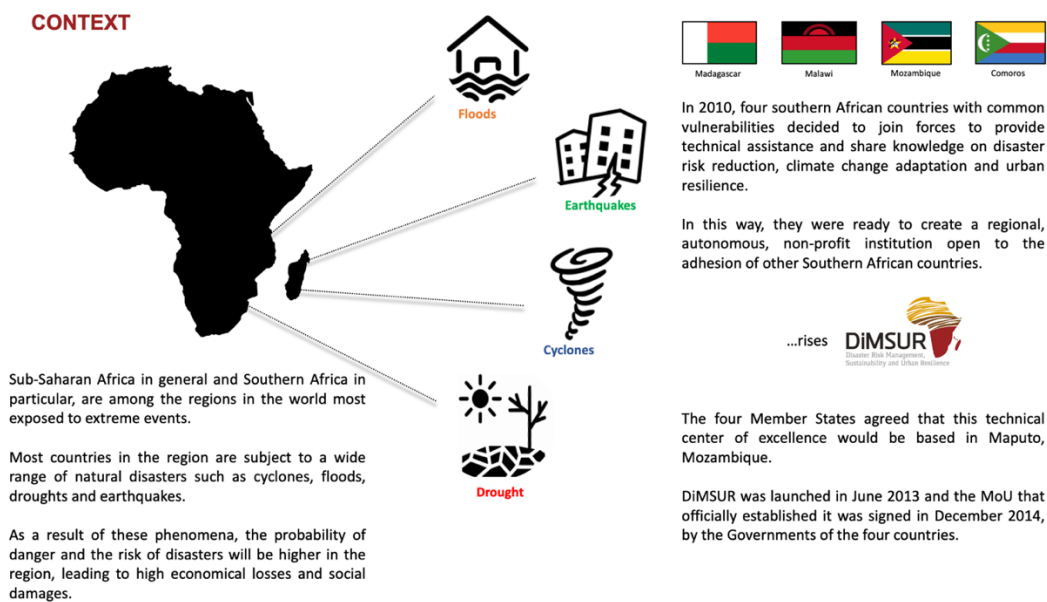 CONTEXT
Floods
Earthquakes
Cyclones
Drought
Sub-Saharan Africa in general and Southern Africa in
particular, are among the regions in the world most
exposed to extreme events.
Most countries in the region are subject to a wide
range of natural disasters such as cyclones, floods,
droughts and earthquakes.
As a result of these phenomena, the probability of
danger and the risk of disasters will be higher in the
region, leading to high economical losses and social
damages.
Madagascar
Malawi
Mozambique
Comoros
In 2010, four southern African countries with common
vulnerabilities decided to join forces to provide
technical assistance and share knowledge on disaster
risk reduction, climate change adaptation and urban
resilience.
In this way, they were ready to create a regional,
autonomous, non-profit institution open to the
adhesion of other Southern African countries.
...rises
DiMSUR
Disaster Risk Management,
Sustainability and Urban Resilience
The four Member States agreed that this technical
center of excellence would be based in Maputo,
Mozambique.
DiMSUR was launched in June 2013 and the MoU that
officially established it was signed in December 2014,
by the Governments of the four countries.